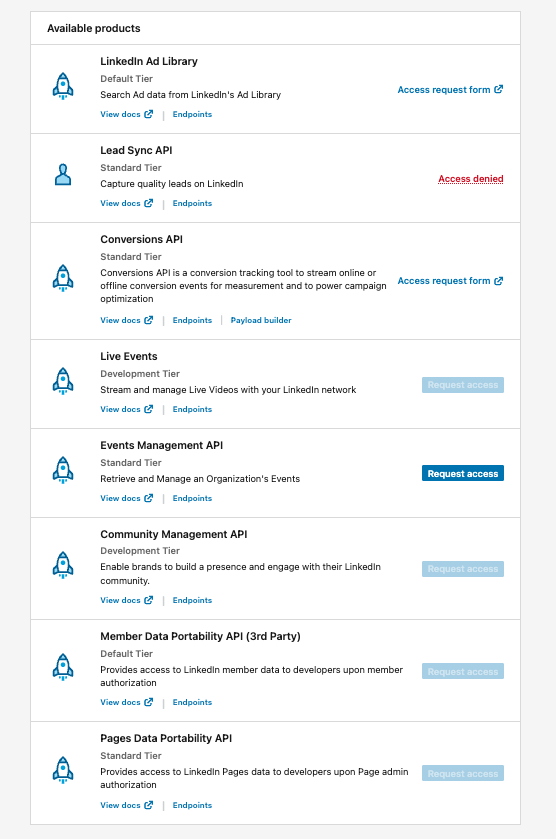 Available products
LinkedIn Ad Library
Default Tier
Search Ad data from LinkedIn's Ad Library
Access request form
View docs | Endpoints
Lead Sync API
Standard Tier
Capture quality leads on LinkedIn
Access denied
View docs | Endpoints
Conversions API
Standard Tier
Conversions API is a conversion tracking tool to stream online or
offline conversion events for measurement and to power campaign
optimization
Access request form
View docs | Endpoints | Payload builder
Live Events
Development Tier
Stream and manage Live Videos with your LinkedIn network
Request access
View docs | Endpoints
Events Management API
Standard Tier
Retrieve and Manage an Organization's Events
Request access
View docs | Endpoints
Community Management API
Development Tier
Enable brands to build a presence and engage with their LinkedIn
community.
Request access
View docs | Endpoints
Member Data Portability API (3rd Party)
Default Tier
Provides access to LinkedIn member data to developers upon member
authorization
Request access
View docs | Endpoints
Pages Data Portability API
Standard Tier
Provides access to LinkedIn Pages data to developers upon Page admin
authorization
Request access
View docs | Endpoints